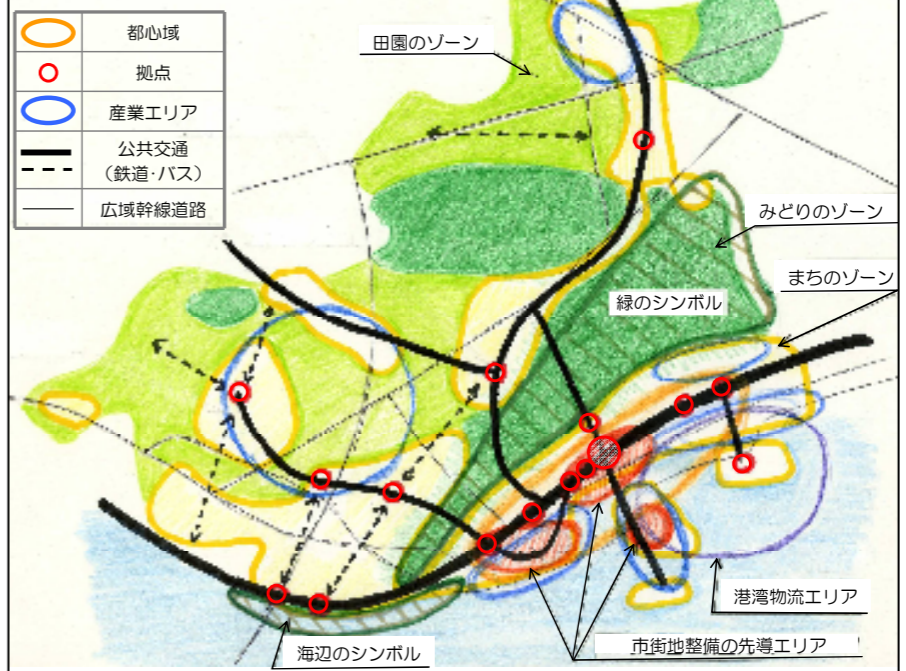 都心域
拠点
産業エリア
公共交通
（鉄道・バス）
広域幹線道路
田園のゾーン
みどりのゾーン
まちのゾーン
緑のシンボル
港湾物流エリア
市街地整備の先導エリア
海辺のシンボル